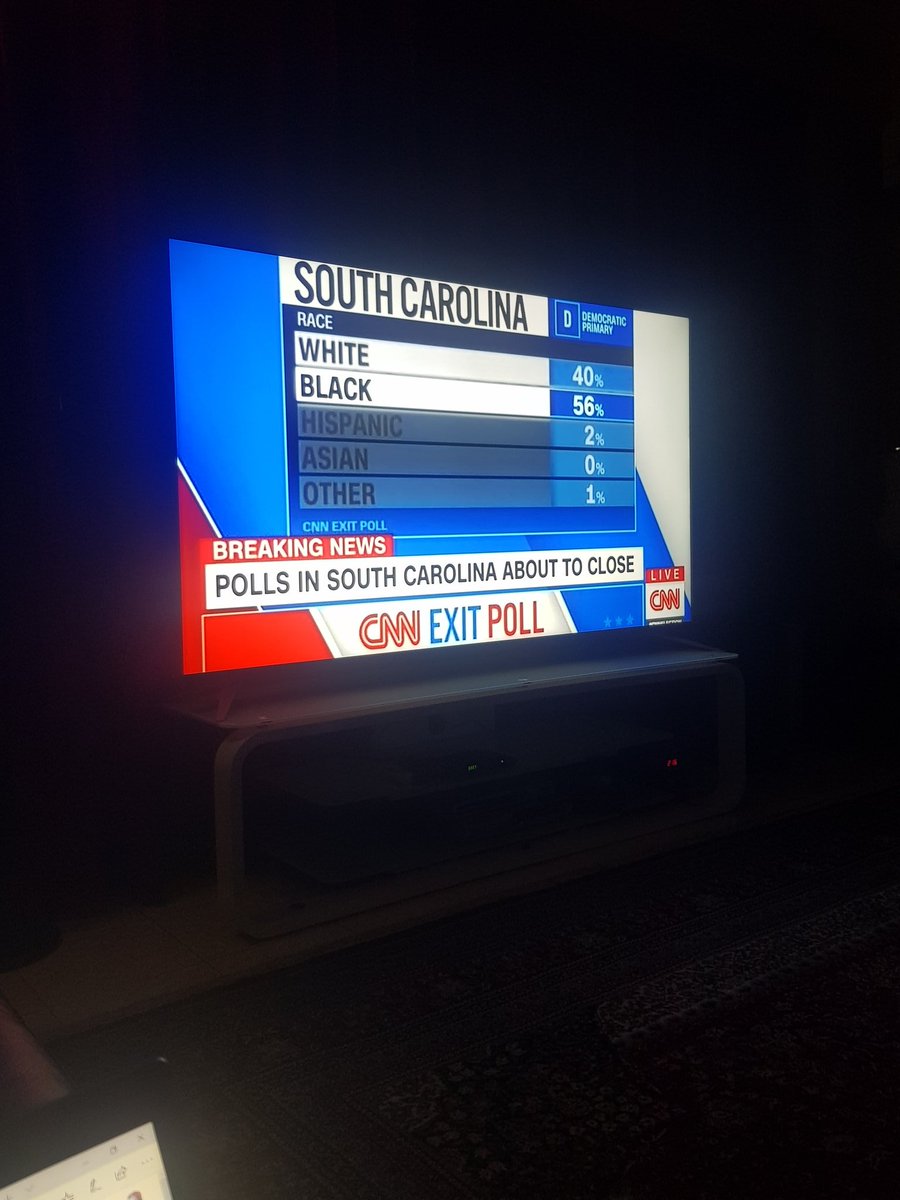 SOUTH CAROLINA
D DEMOCRATIC PRIMARY
RACE
WHITE 40%
BLACK 56%
HISPANIC 2%
ASIAN 0%
OTHER 1%
CNN EXIT POLL
BREAKING NEWS
POLLS IN SOUTH CAROLINA ABOUT TO CLOSE
LIVE
CNN
CNN EXIT POLL